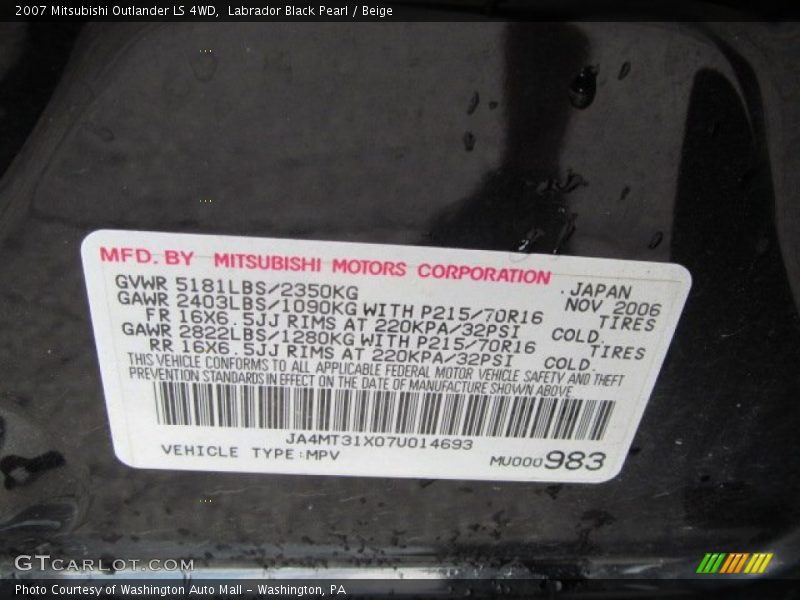 2007 Mitsubishi Outlander LS 4WD,  Labrador Black Pearl / Beige
MFD. BY MITSUBISHI MOTORS CORPORATION
GVWR 5181LBS/2350KG . JAPAN
GAWR 2403LBS/1090KG WITH P215/70R16 NOV 2006
FR 16X6.5JJ RIMS AT 220KPA/32PSI TIRES COLD.
GAWR 2822LBS/1280KG WITH P215/70R16 TIRES
RR 16X6.5JJ RIMS AT 220KPA/32PSI COLD.
THIS VEHICLE CONFORMS TO ALL APPLICABLE FEDERAL MOTOR VEHICLE SAFETY AND THEFT
PREVENTION STANDARDS IN EFFECT ON THE DATE OF MANUFACTURE SHOWN ABOVE.
JA4MT31X07U014693
VEHICLE TYPE:MPV MU000983
GTCARLOT.COM
Photo Courtesy of Washington Auto Mall - Washington, PA